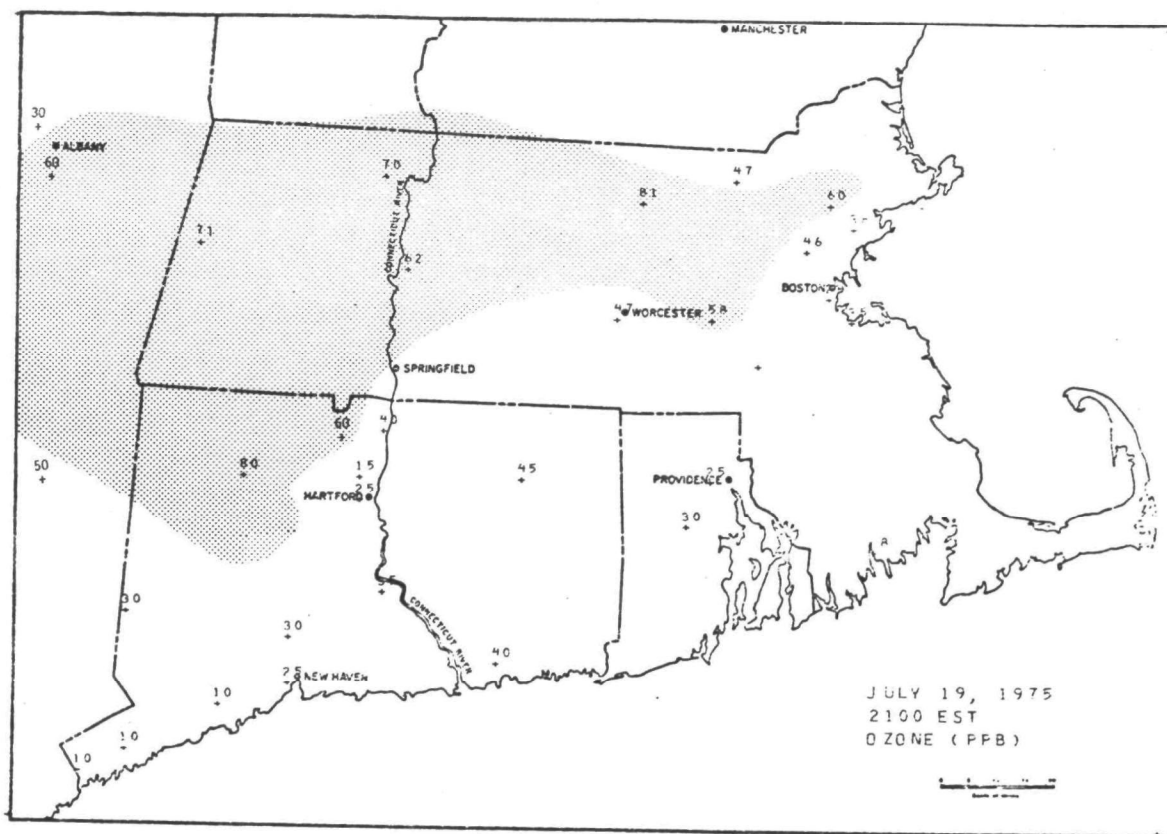 MANCHESTER
30
ALBANY
60
70
47
81
60
71
46
62
CONNECTICUT RIVER
BOSTON
47 WORCESTER
58
SPRINGFIELD
40
60
50
80
15
45
25
HARTFORD
25
PROVIDENCE
30
8
30
CONNECTICUT RIVER
30
40
25 NEW HAVEN
10
10
10
JULY 19, 1975
2100 EST
OZONE (PPB)